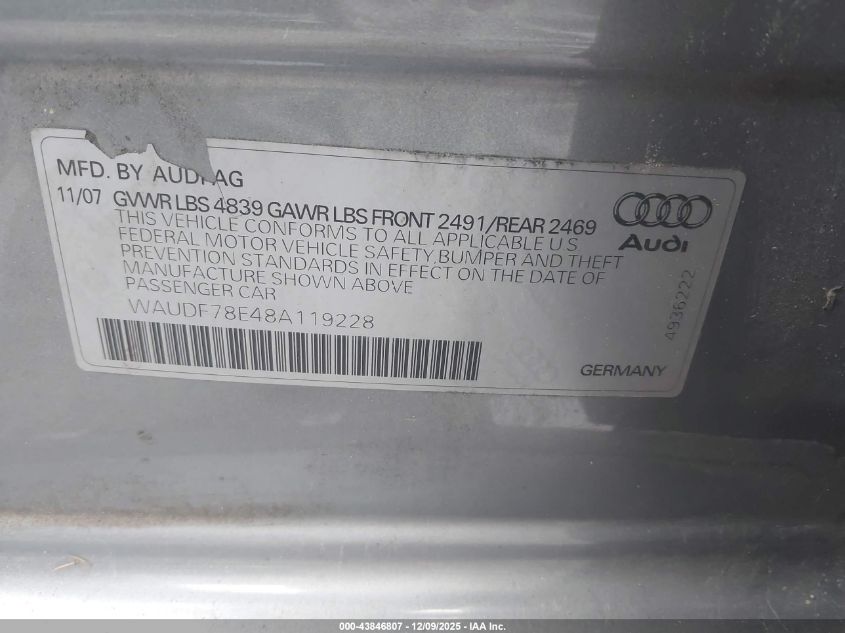 MFD. BY AUDI AG
11/07 GVWR LBS 4839 GAWR LBS FRONT 2491/REAR 2469
THIS VEHICLE CONFORMS TO ALL APPLICABLE U S
FEDERAL MOTOR VEHICLE SAFETY, BUMPER AND THEFT
PREVENTION STANDARDS IN EFFECT ON THE DATE OF
MANUFACTURE SHOWN ABOVE
PASSENGER CAR
WAUDF78E48A119228
Audi
4936222
GERMANY
000-43846807 - 12/09/2025 - IAA Inc.